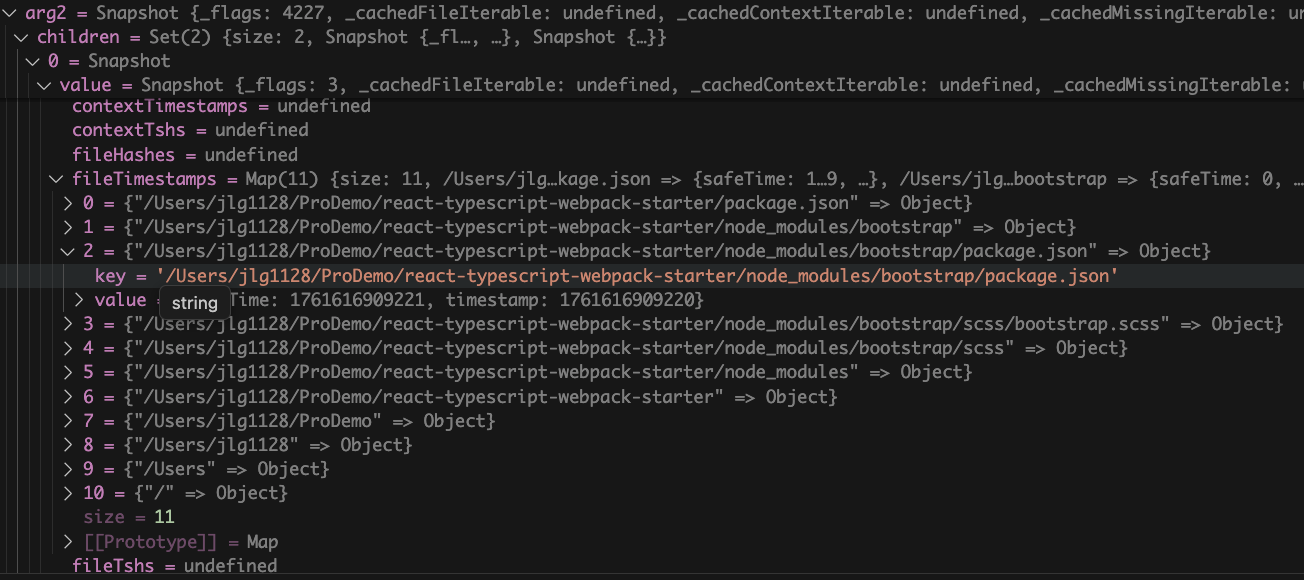 arg2 = Snapshot {_flags: 4227, _cachedFileIterable: undefined, _cachedContextIterable: undefined, _cachedMissingIterable: un
children = Set(2) {size: 2, Snapshot {_fl…, …}, Snapshot {…}}
0 = Snapshot
value = Snapshot {_flags: 3, _cachedFileIterable: undefined, _cachedContextIterable: undefined, _cachedMissingIterable:
contextTimestamps = undefined
contextTshs = undefined
fileHashes = undefined
fileTimestamps = Map(11) {size: 11, /Users/jlg…kage.json => {safeTime: 1…9, …}, /Users/jlg…bootstrap => {safeTime: 0, …
0 = {"/Users/jlg1128/ProDemo/react-typescript-webpack-starter/package.json" => Object}
1 = {"/Users/jlg1128/ProDemo/react-typescript-webpack-starter/node_modules/bootstrap" => Object}
2 = {"/Users/jlg1128/ProDemo/react-typescript-webpack-starter/node_modules/bootstrap/package.json" => Object}
key = '/Users/jlg1128/ProDemo/react-typescript-webpack-starter/node_modules/bootstrap/package.json'
value string Time: 1761616909221, timestamp: 1761616909220}
3 = {"/Users/jlg1128/ProDemo/react-typescript-webpack-starter/node_modules/bootstrap/scss/bootstrap.scss" => Object}
4 = {"/Users/jlg1128/ProDemo/react-typescript-webpack-starter/node_modules/bootstrap/scss" => Object}
5 = {"/Users/jlg1128/ProDemo/react-typescript-webpack-starter/node_modules" => Object}
6 = {"/Users/jlg1128/ProDemo/react-typescript-webpack-starter" => Object}
7 = {"/Users/jlg1128/ProDemo" => Object}
8 = {"/Users/jlg1128" => Object}
9 = {"/Users" => Object}
10 = {"/" => Object}
size = 11
[[Prototype]] = Map
fileTshs = undefined